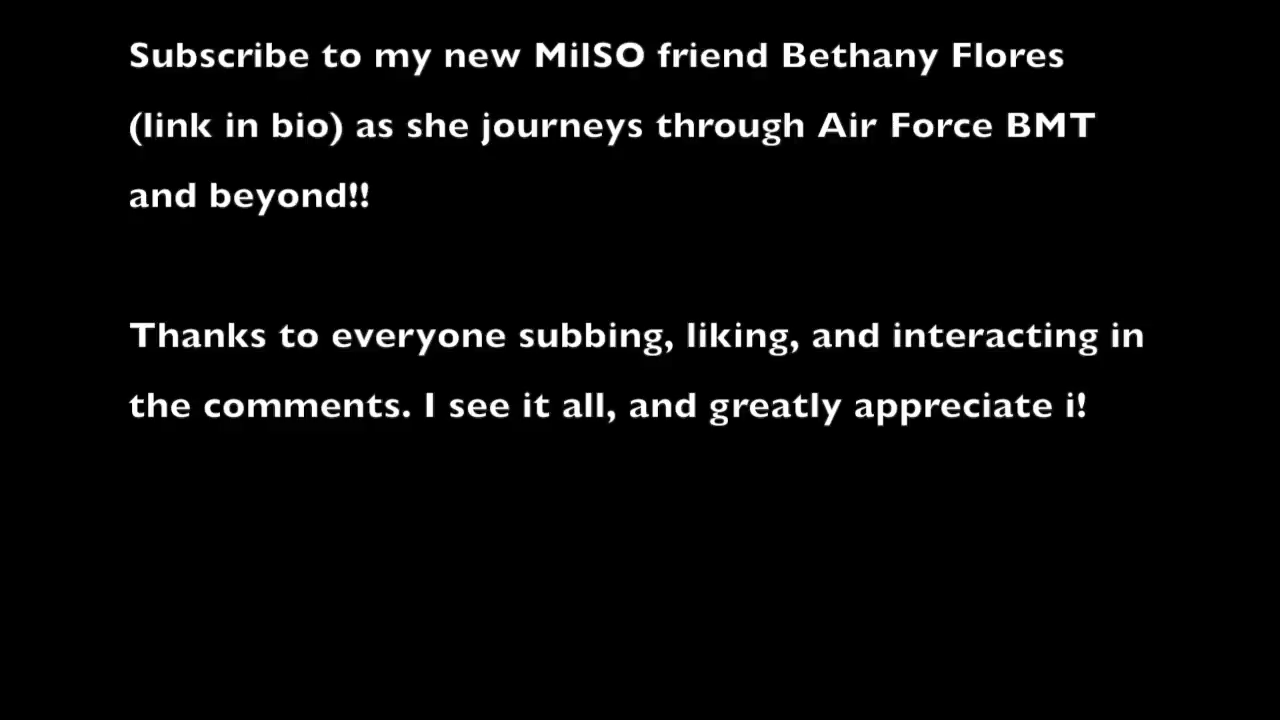 Subscribe to my new MilSO friend Bethany Flores
(link in bio) as she journeys through Air Force BMT
and beyond!!
Thanks to everyone subbing, liking, and interacting in
the comments. I see it all, and greatly appreciate i!